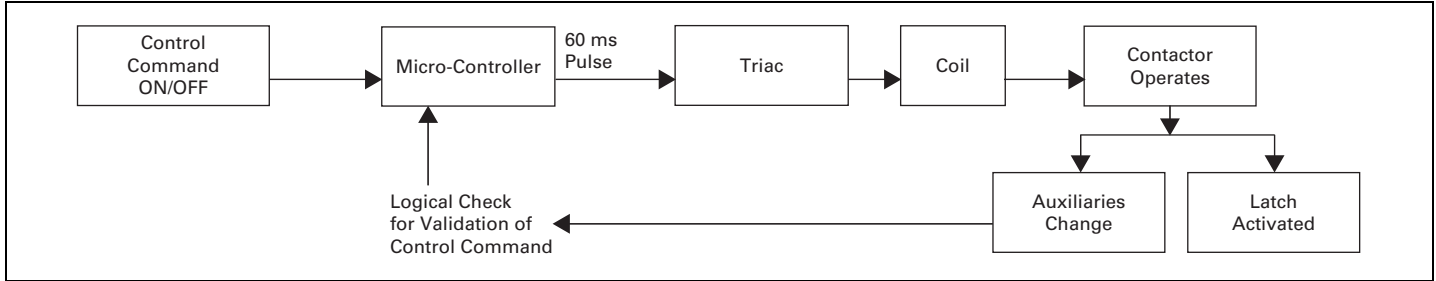 Control
Command
ON/OFF
Micro-Controller
60 ms
Pulse
Triac
Coil
Contactor
Operates
Auxiliaries
Change
Latch
Activated
Logical Check
for Validation of
Control Command